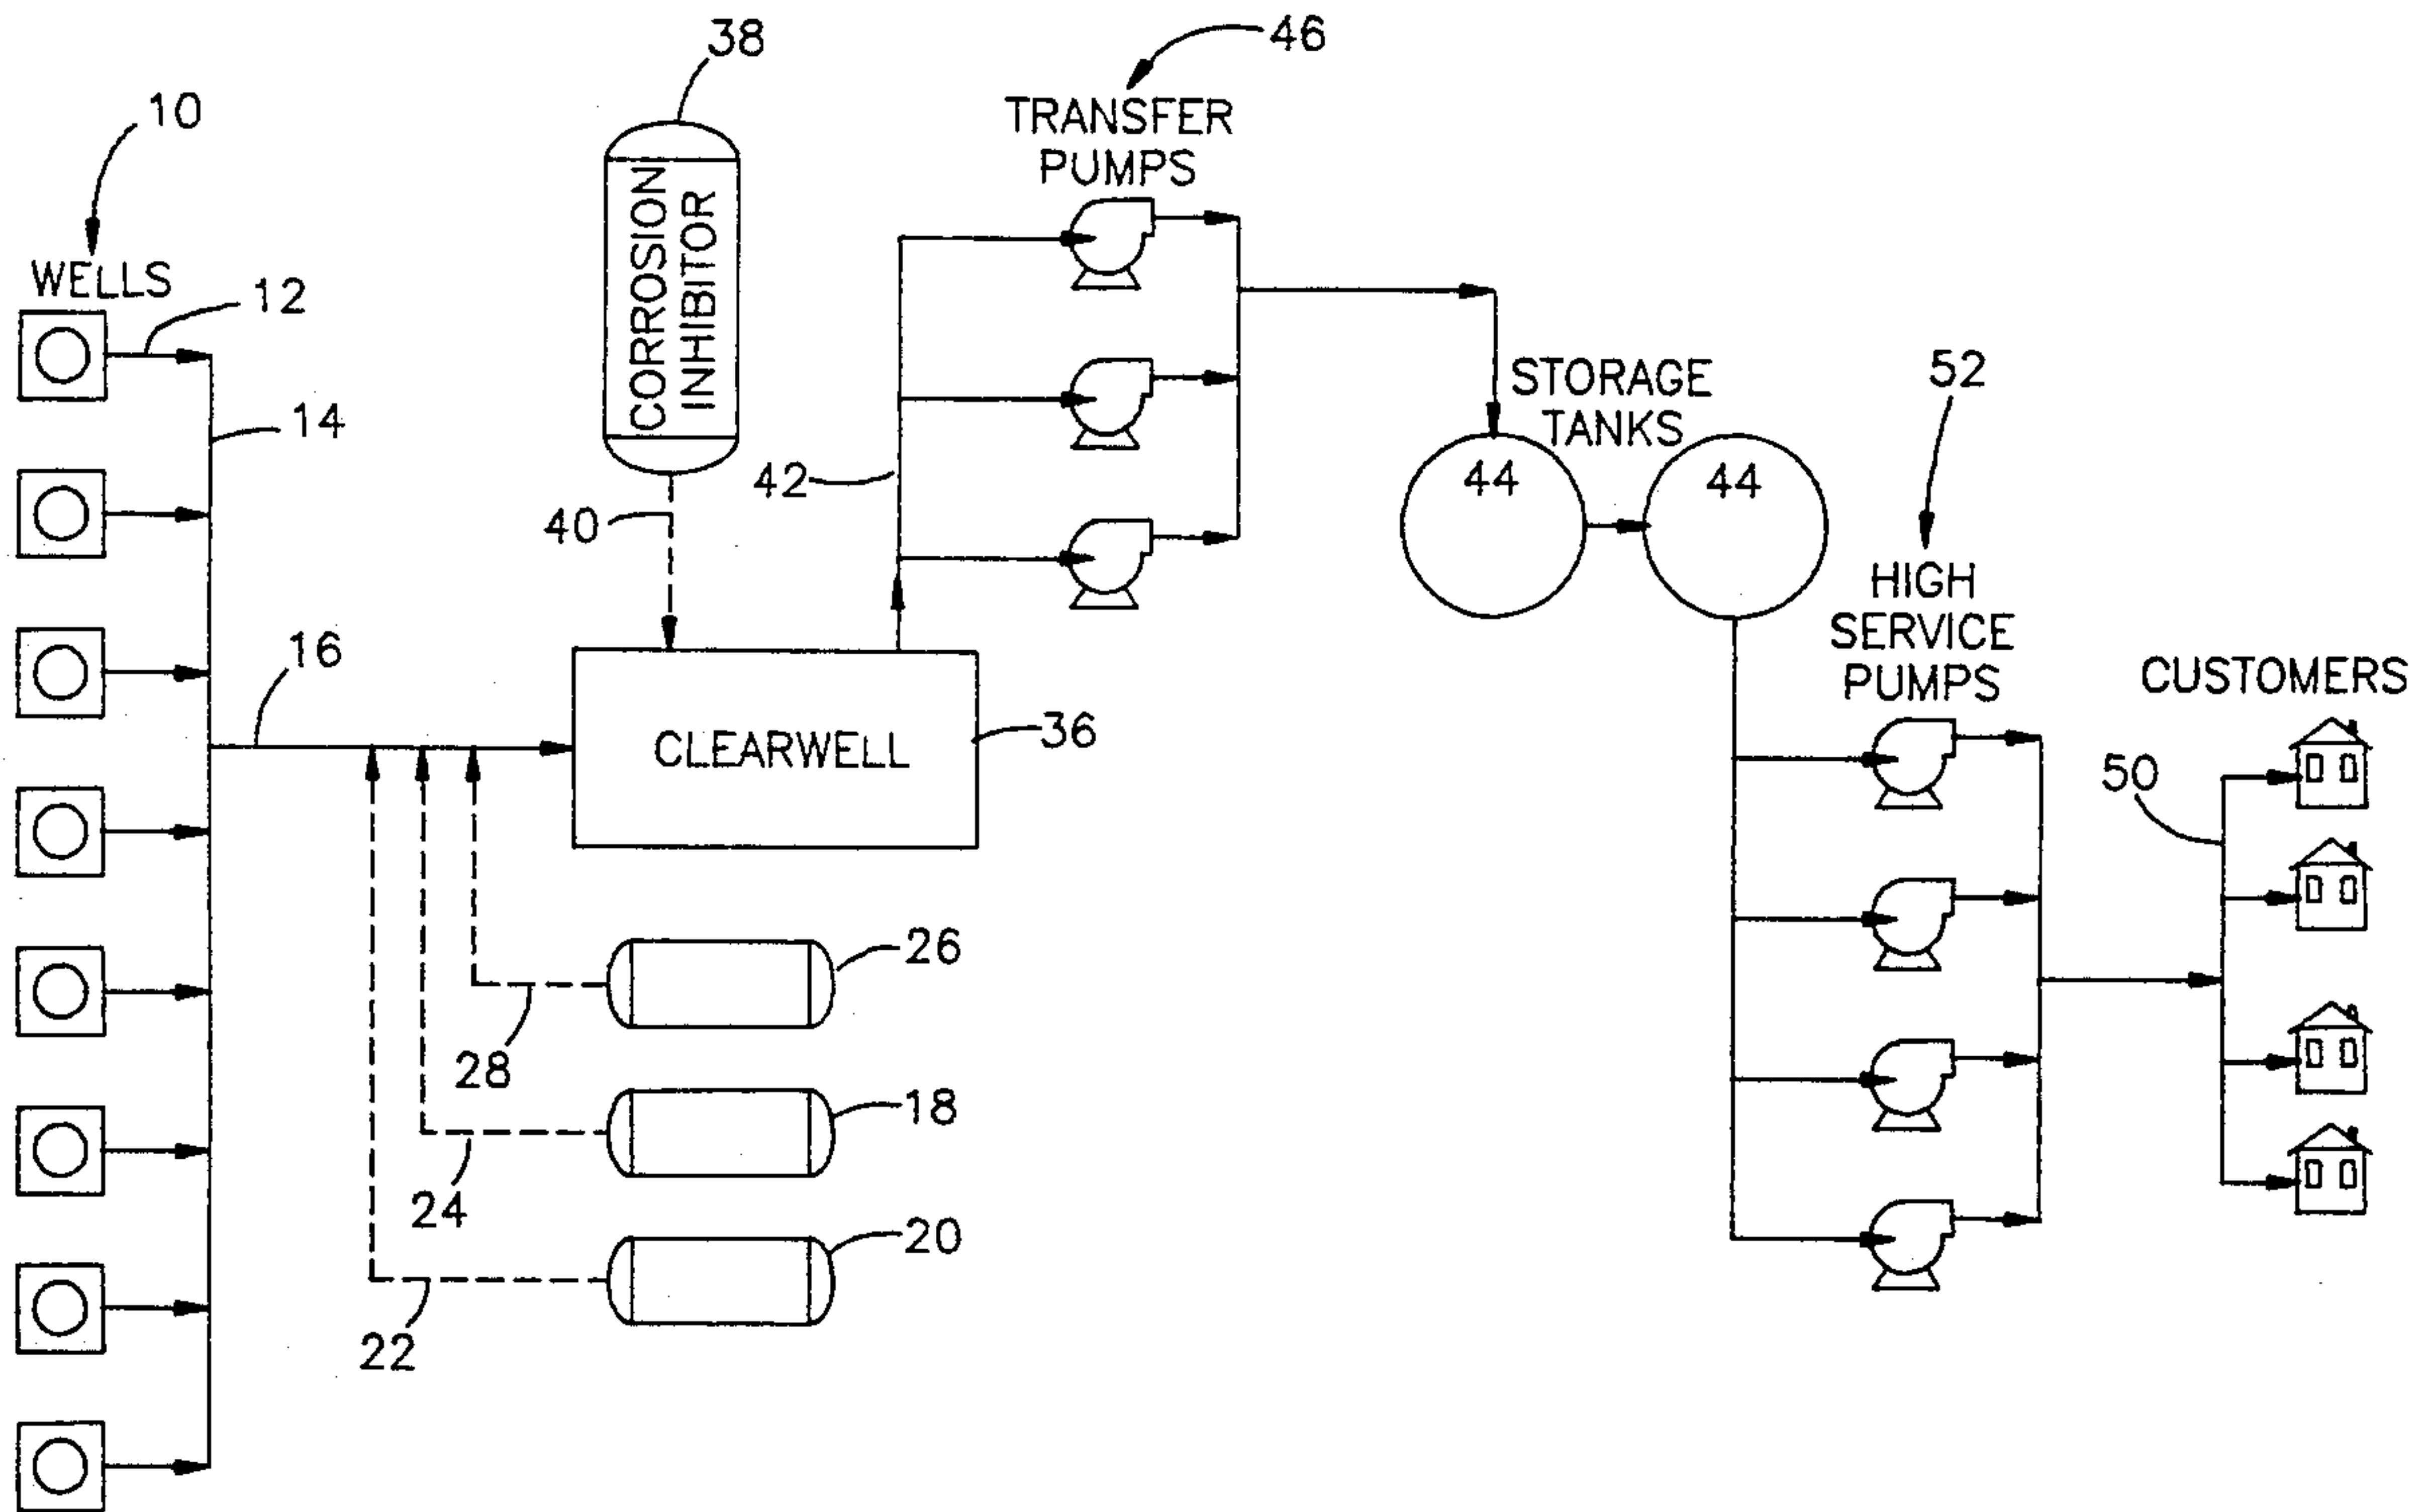 38
46
10
TRANSFER
PUMPS
CORROSION
INHIBITOR
WELLS
12
14
STORAGE
TANKS
52
42
44
44
40
HIGH
SERVICE
PUMPS
16
CUSTOMERS
CLEARWELL
36
50
26
28
18
24
20
22